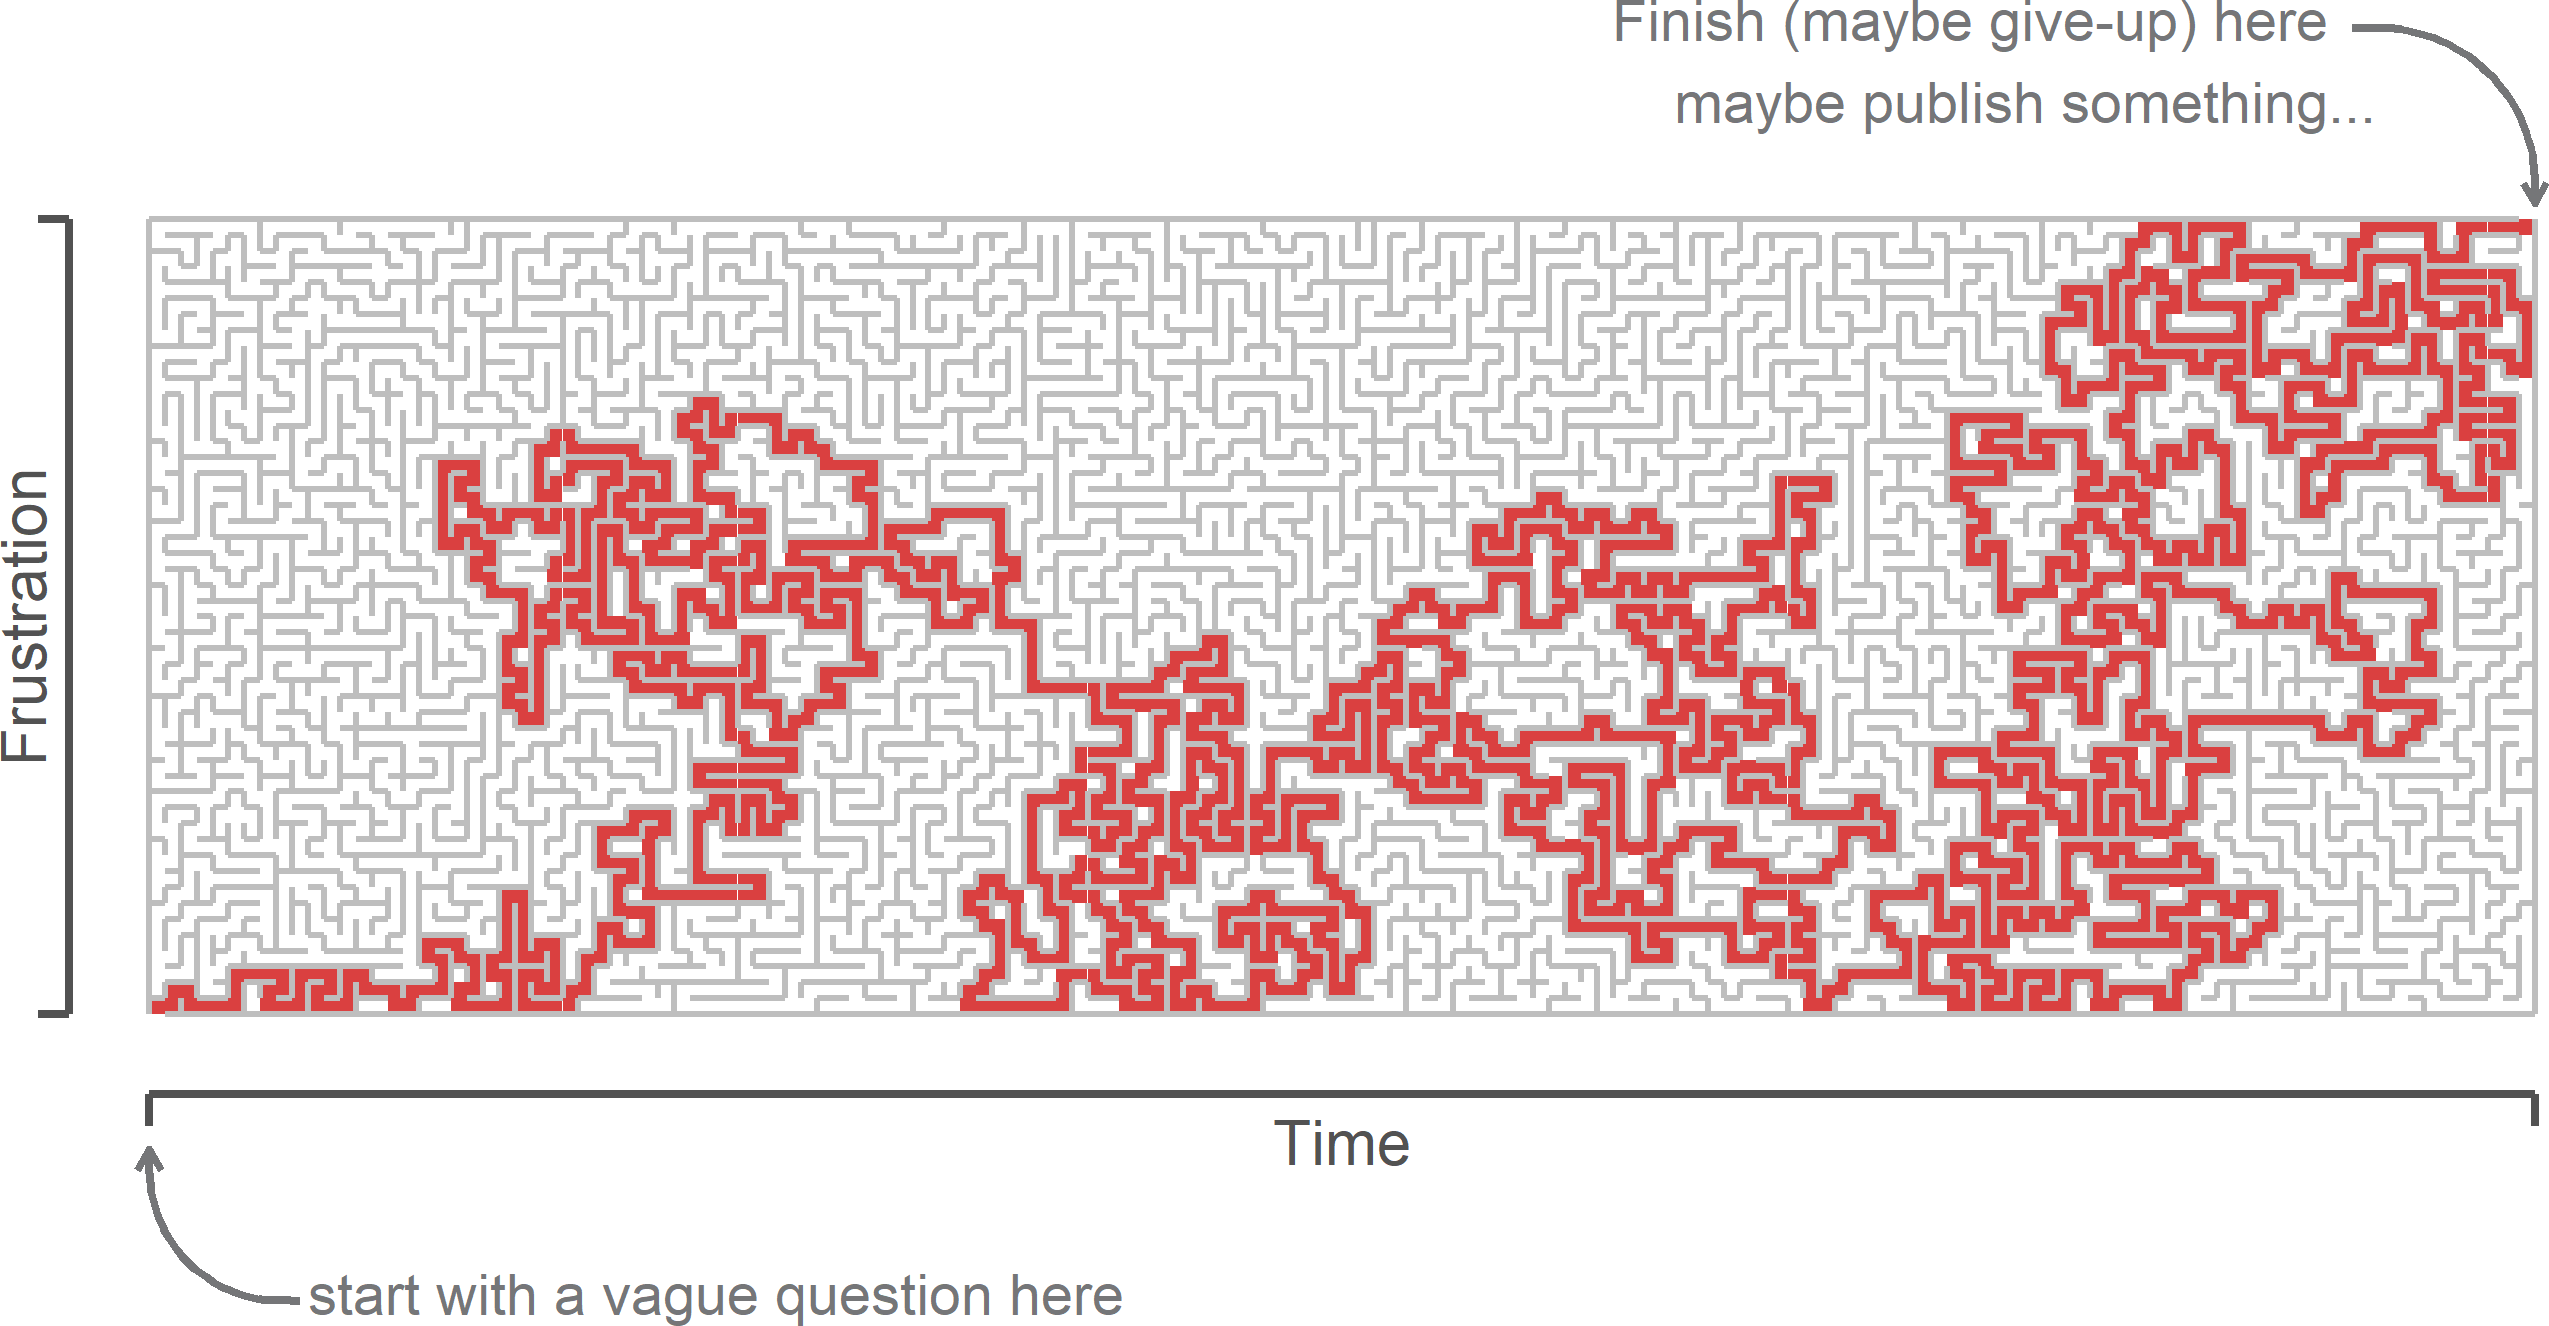 Finish (maybe give-up) here
maybe publish something...
Frustration
Time
start with a vague question here